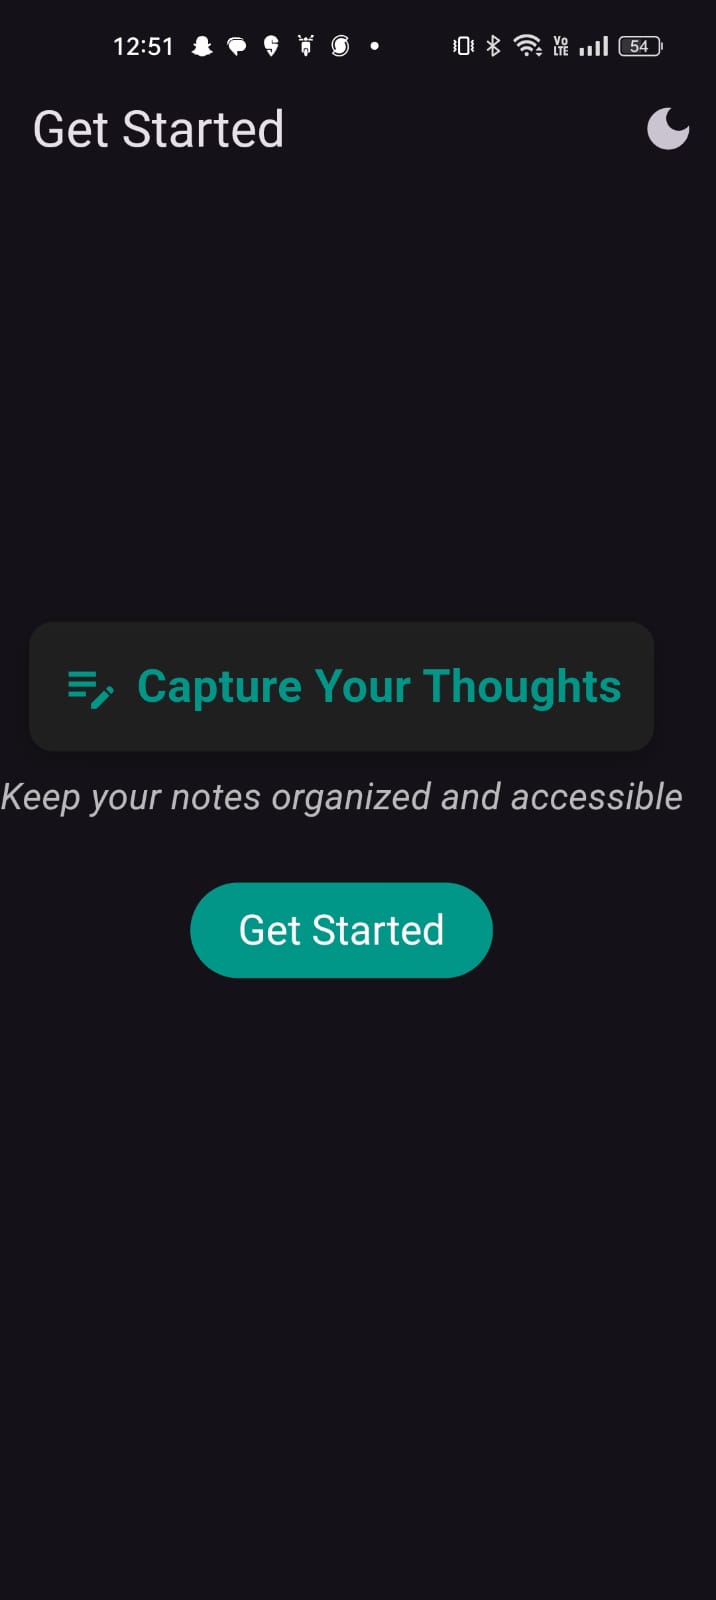 12:51
Vo
LTE
54
Get Started
Capture Your Thoughts
Keep your notes organized and accessible
Get Started